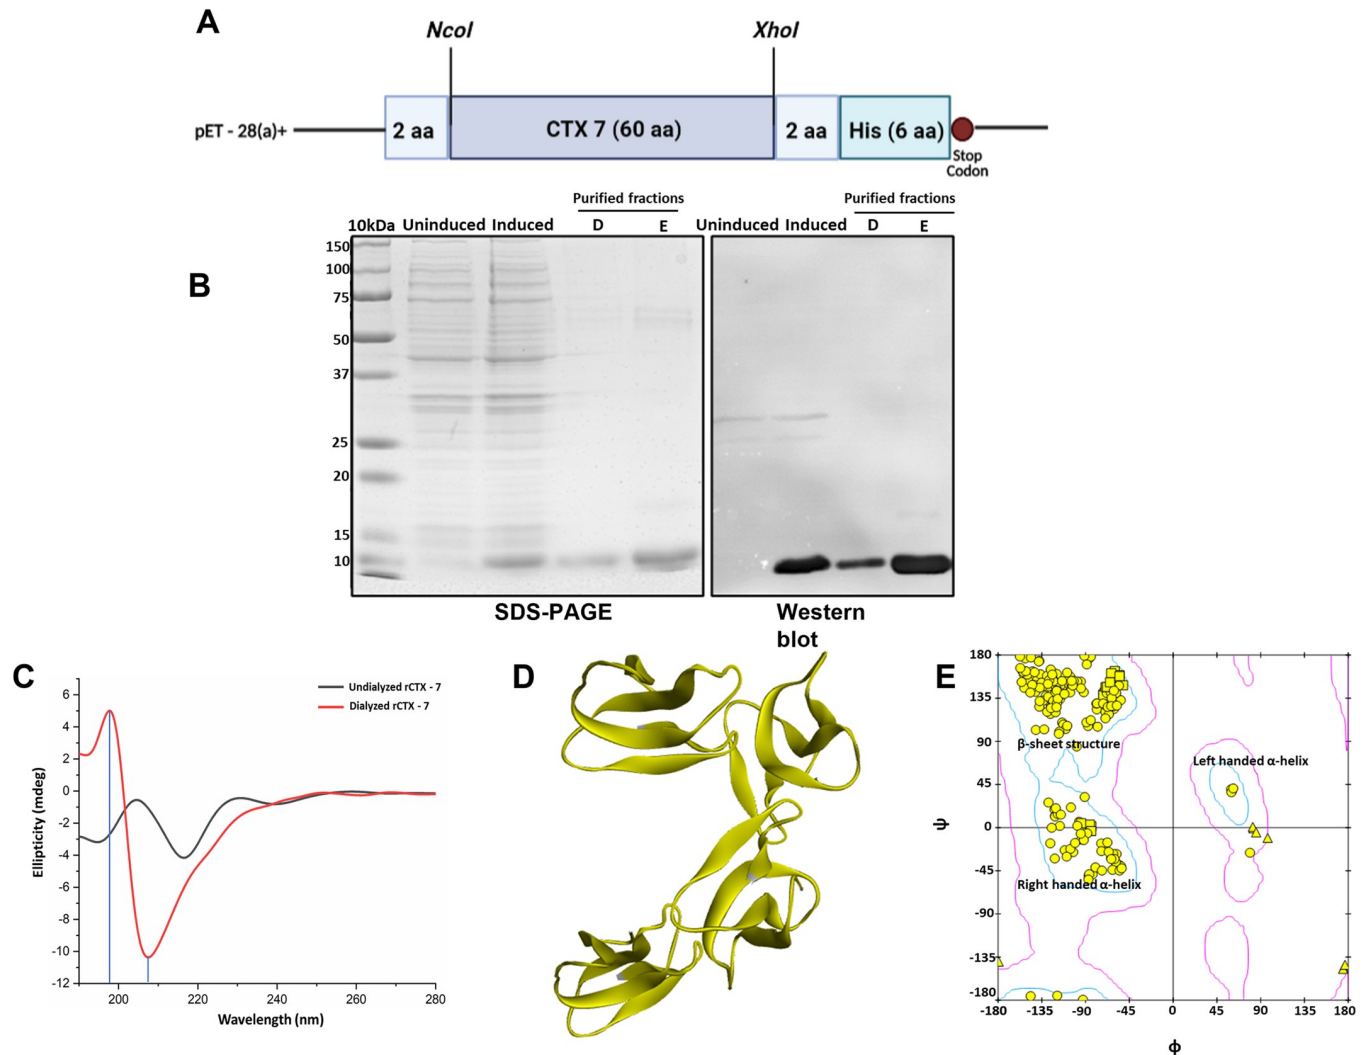 A
NcoI
XhoI
pET - 28(a)+
2 aa
CTX 7 (60 aa)
2 aa
His (6 aa)
Stop
Codon
B
Purified fractions
Purified fractions
10kDa Uninduced Induced D E
Uninduced Induced D E
150
100
75
50
37
25
20
15
10
SDS-PAGE
Western
blot
C
Undialyzed rCTX - 7
Dialyzed rCTX - 7
Ellipticity (mdeg)
6
4
2
0
-2
-4
-6
-8
-10
-12
200 220 240 260 280
Wavelength (nm)
D
E
180
135
90
45
0
-45
-90
-135
-180
ψ
β-sheet structure
Left handed α-helix
Right handed α-helix
-180 -135 -90 -45 0 45 90 135 180
ϕ